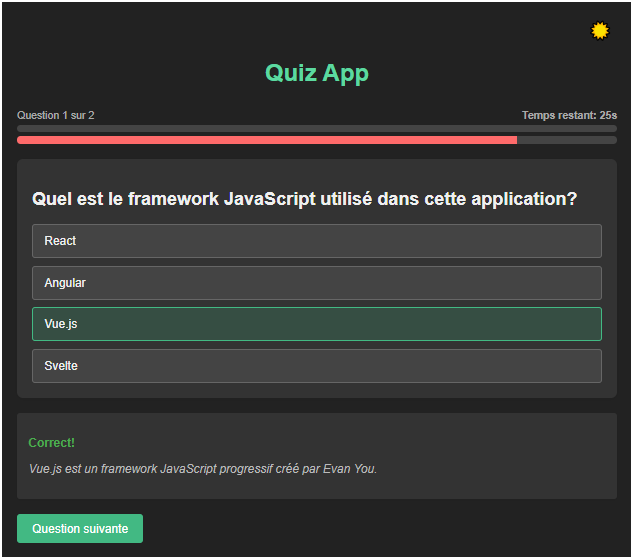 Quiz App
Question 1 sur 2
Temps restant: 25s
Quel est le framework JavaScript utilisé dans cette application?
React
Angular
Vue.js
Svelte
Correct!
Vue.js est un framework JavaScript progressif créé par Evan You.
Question suivante